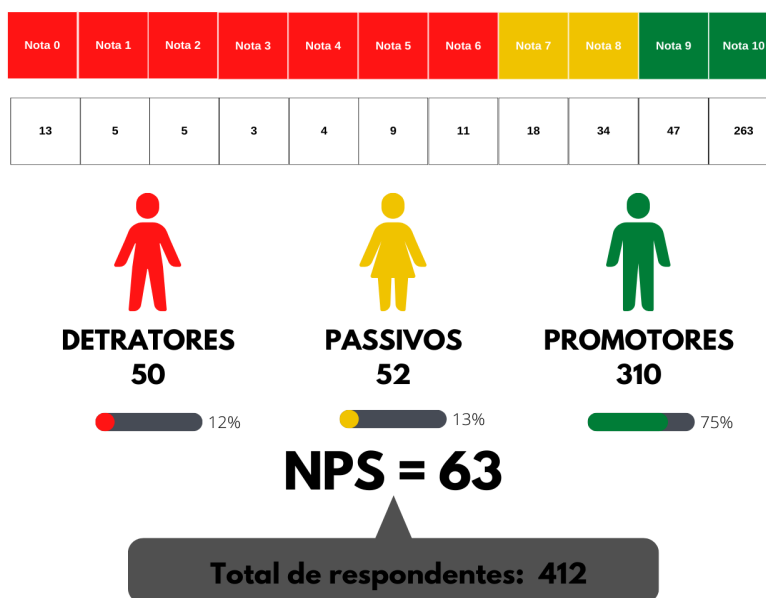 Nota 0 Nota 1 Nota 2 Nota 3 Nota 4 Nota 5 Nota 6 Nota 7 Nota 8 Nota 9 Nota 10
13 5 5 3 4 9 11 18 34 47 263
DETRATORES PASSIVOS PROMOTORES
50 52 310
12% 13% 75%
NPS = 63
Total de respondentes: 412